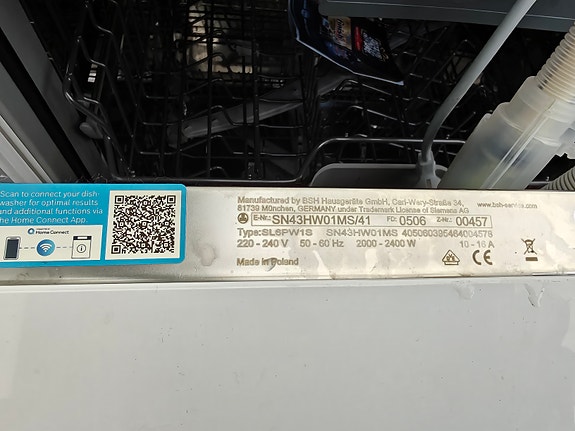 Scan to connect your dish-
washer for optimal results
and additional functions via
the Home Connect App.
Home Connect
Manufactured by BSH Hausgeräte GmbH, Carl-Wery-Straße 34,
81739 München, GERMANY under Trademark License of Siemens AG
www.bsh-service.com
E-Nr.: SN43HW01MS/41 FD: 0506 Z-Nr.: 00457
Type:SL6PW1S SN43HW01MS 405060395464004578
220 - 240 V 50 - 60 Hz 2000 - 2400 W 10 - 16 A
Made in Poland